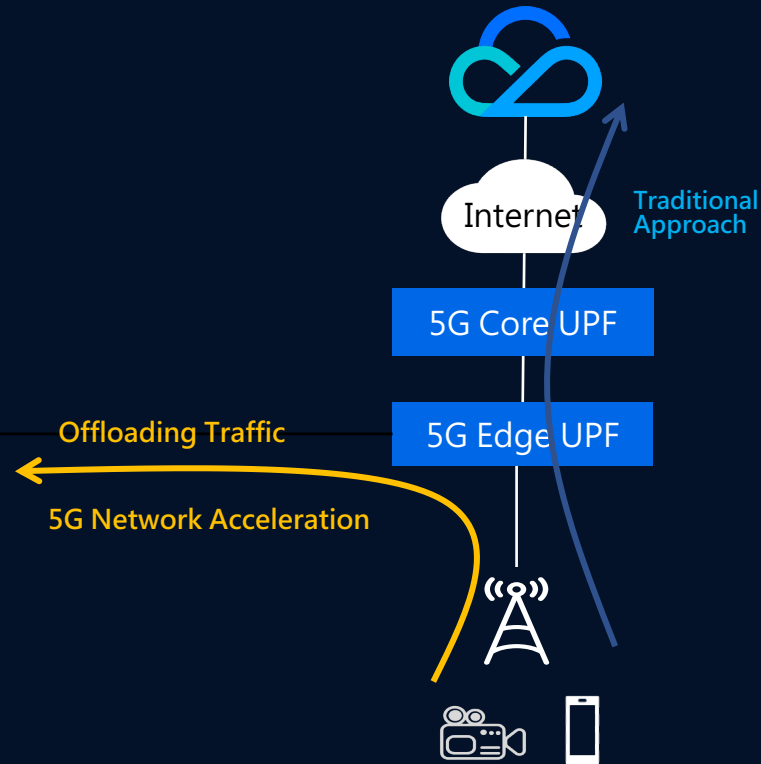 Internet
Traditional
Approach
5G Core UPF
Offloading Traffic
5G Edge UPF
5G Network Acceleration